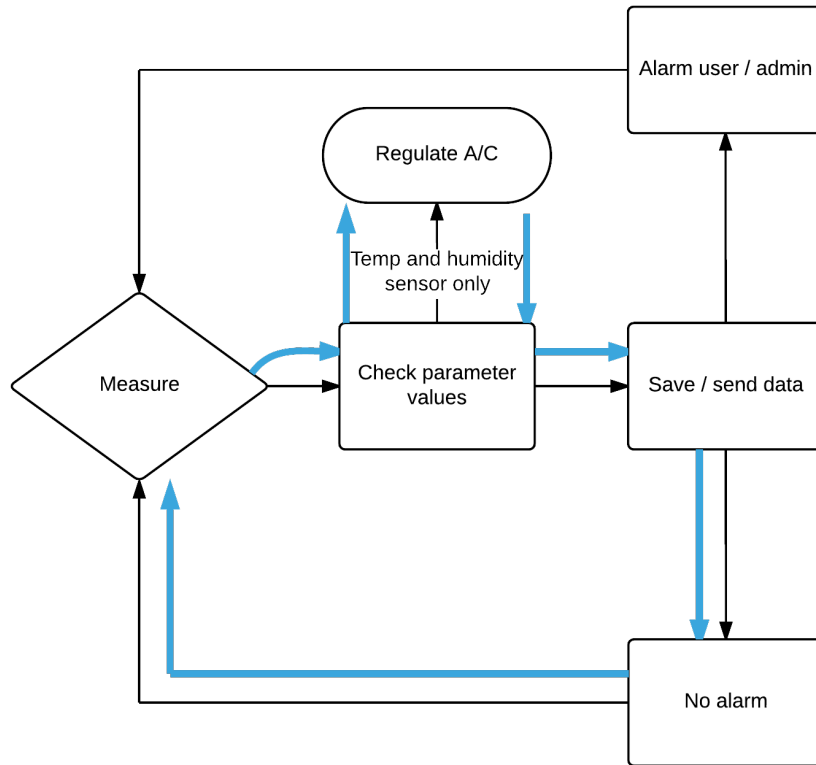 Alarm user / admin
Regulate A/C
Temp and humidity
sensor only
Measure
Check parameter
values
Save / send data
No alarm